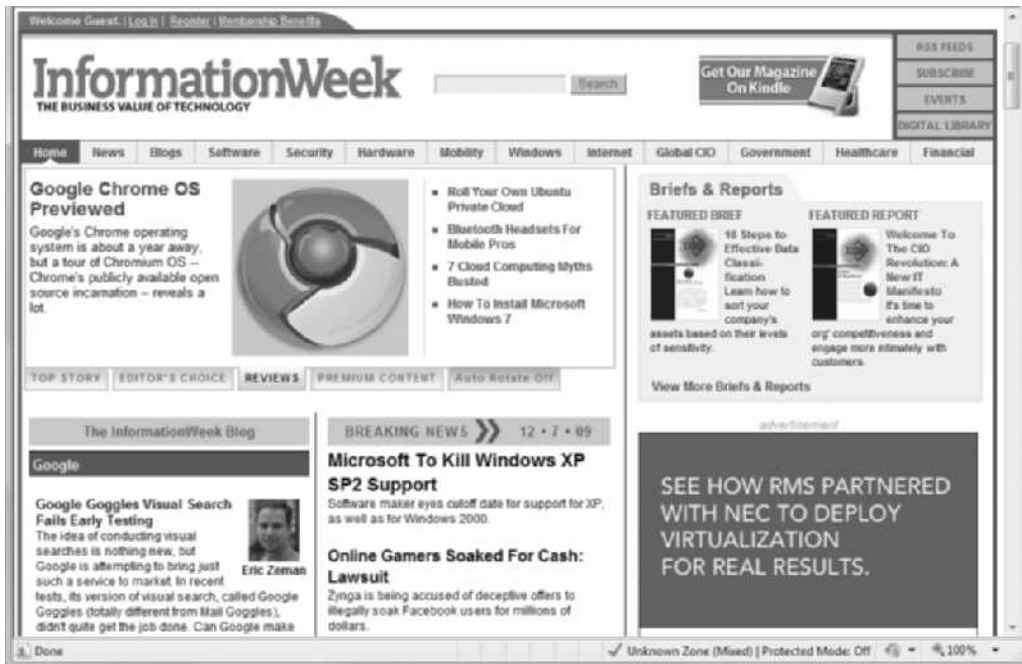 Welcome Guest. | Log In | Register | Membership Benefits
InformationWeek
THE BUSINESS VALUE OF TECHNOLOGY
Search
Get Our Magazine
On Kindle
RSS FEEDS
SUBSCRIBE
EVENTS
DIGITAL LIBRARY
Home News Blogs Software Security Hardware Mobility Windows Internet Global CIO Government Healthcare Financial
Google Chrome OS
Previewed
Google's Chrome operating
system is about a year away,
but a tour of Chromium OS --
Chrome's publicly available open
source incarnation -- reveals a
lot.
Roll Your Own Ubuntu
Private Cloud
Bluetooth Headsets For
Mobile Pros
7 Cloud Computing Myths
Busted
How To Install Microsoft
Windows 7
TOP STORY EDITOR'S CHOICE REVIEWS PREMIUM CONTENT Auto Rotate Off
Briefs & Reports
FEATURED BRIEF
10 Steps to
Effective Data
Classi-
fication
Learn how to
sort your
company's
assets based on their levels
of sensitivity.
FEATURED REPORT
Welcome To
The CIO
Revolution: A
New IT
Manifesto
It's time to
enhance your
org' competitiveness and
engage more intimately with
customers.
View More Briefs & Reports
The InformationWeek Blog
Google
Google Goggles Visual Search
Fails Early Testing
The idea of conducting visual
searches is nothing new, but
Google is attempting to bring just
such a service to market. In recent
tests, its version of visual search, called Google
Goggles (totally different from Mail Goggles),
didn't quite get the job done. Can Google make
Eric Zeman
BREAKING NEWS 12 • 7 • 09
Microsoft To Kill Windows XP
SP2 Support
Software maker eyes cutoff date for support for XP,
as well as for Windows 2000.
Online Gamers Soaked For Cash:
Lawsuit
Zynga is being accused of deceptive offers to
illegally soak Facebook users for millions of
dollars.
advertisement
SEE HOW RMS PARTNERED
WITH NEC TO DEPLOY
VIRTUALIZATION
FOR REAL RESULTS.
Done
Unknown Zone (Mixed) | Protected Mode: Off
100%